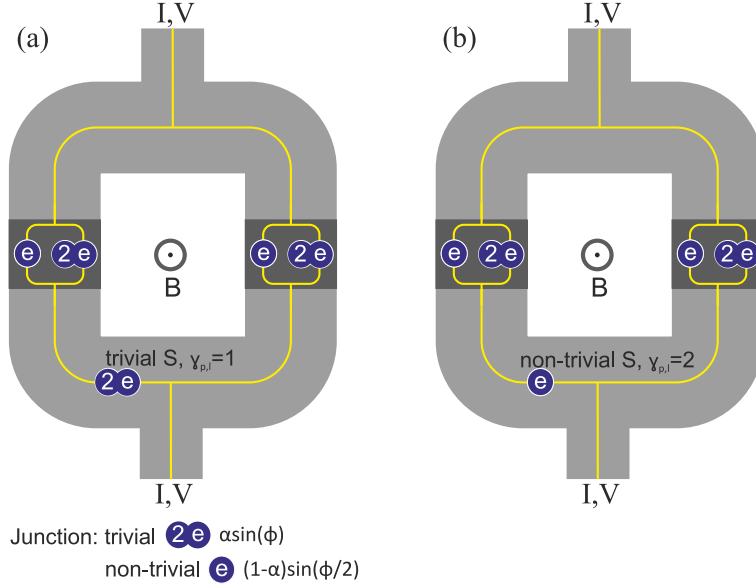 (a)
I,V
e 2e
e 2e
B
trivial S, γp,l=1
2e
I,V
(b)
I,V
e 2e
e 2e
B
non-trivial S, γp,l=2
e
I,V
Junction: trivial 2e αsin(ϕ)
non-trivial e (1-α)sin(ϕ/2)